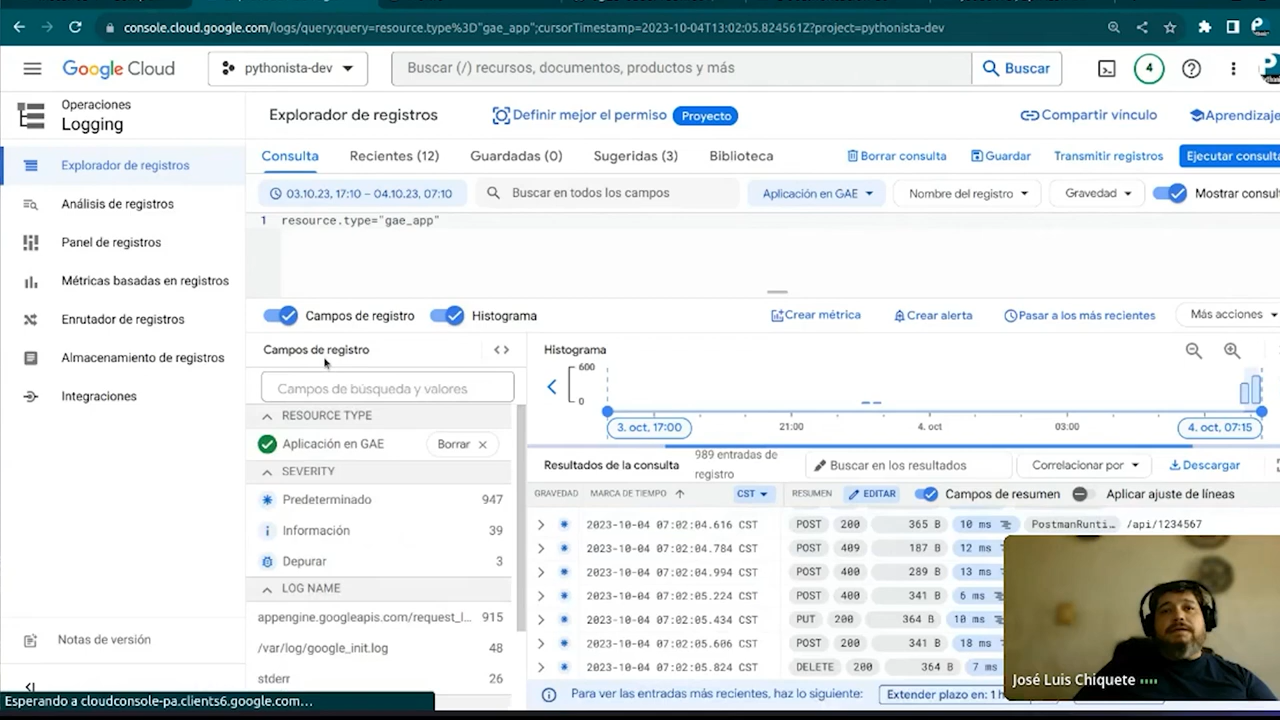 console.cloud.google.com/logs/query;query=resource.type%3D"gae_app";cursorTimestamp=2023-10-04T13:02:05.824561Z?project=pythonista-dev
Google Cloud
pythonista-dev
Buscar (/) recursos, documentos, productos y más
Buscar
4
Operaciones
Logging
Explorador de registros
Definir mejor el permiso
Proyecto
Compartir vínculo
Aprendizaje
Explorador de registros
Análisis de registros
Panel de registros
Métricas basadas en registros
Enrutador de registros
Almacenamiento de registros
Integraciones
Notas de versión
Consulta
Recientes (12)
Guardadas (0)
Sugeridas (3)
Biblioteca
Borrar consulta
Guardar
Transmitir registros
Ejecutar consult
03.10.23, 17:10 – 04.10.23, 07:10
Buscar en todos los campos
Aplicación en GAE
Nombre del registro
Gravedad
Mostrar consul
1 resource.type="gae_app"
Campos de registro
Histograma
Crear métrica
Crear alerta
Pasar a los más recientes
Más acciones
Campos de registro
Campos de búsqueda y valores
RESOURCE TYPE
Aplicación en GAE
Borrar
SEVERITY
Predeterminado 947
Información 39
Depurar 3
LOG NAME
appengine.googleapis.com/request_l... 915
/var/log/google_init.log 48
stderr 26
Histograma
600
0
3. oct, 17:00
21:00
4. oct
03:00
4. oct, 07:15
Resultados de la consulta
989 entradas de
registro
Buscar en los resultados
Correlacionar por
Descargar
GRAVEDAD
MARCA DE TIEMPO
CST
RESUMEN
EDITAR
Campos de resumen
Aplicar ajuste de líneas
2023-10-04 07:02:04.616 CST POST 200 365 B 10 ms PostmanRunti... /api/1234567
2023-10-04 07:02:04.784 CST POST 409 187 B 12 ms
2023-10-04 07:02:04.994 CST POST 400 289 B 13 ms
2023-10-04 07:02:05.224 CST POST 400 341 B 6 ms
2023-10-04 07:02:05.434 CST PUT 200 364 B 10 ms
2023-10-04 07:02:05.606 CST POST 200 341 B 18 ms
2023-10-04 07:02:05.824 CST DELETE 200 364 B 7 ms
Para ver las entradas más recientes, haz lo siguiente:
Extender plazo en: 1 h
José Luis Chiquete
Esperando a cloudconsole-pa.clients6.google.com...